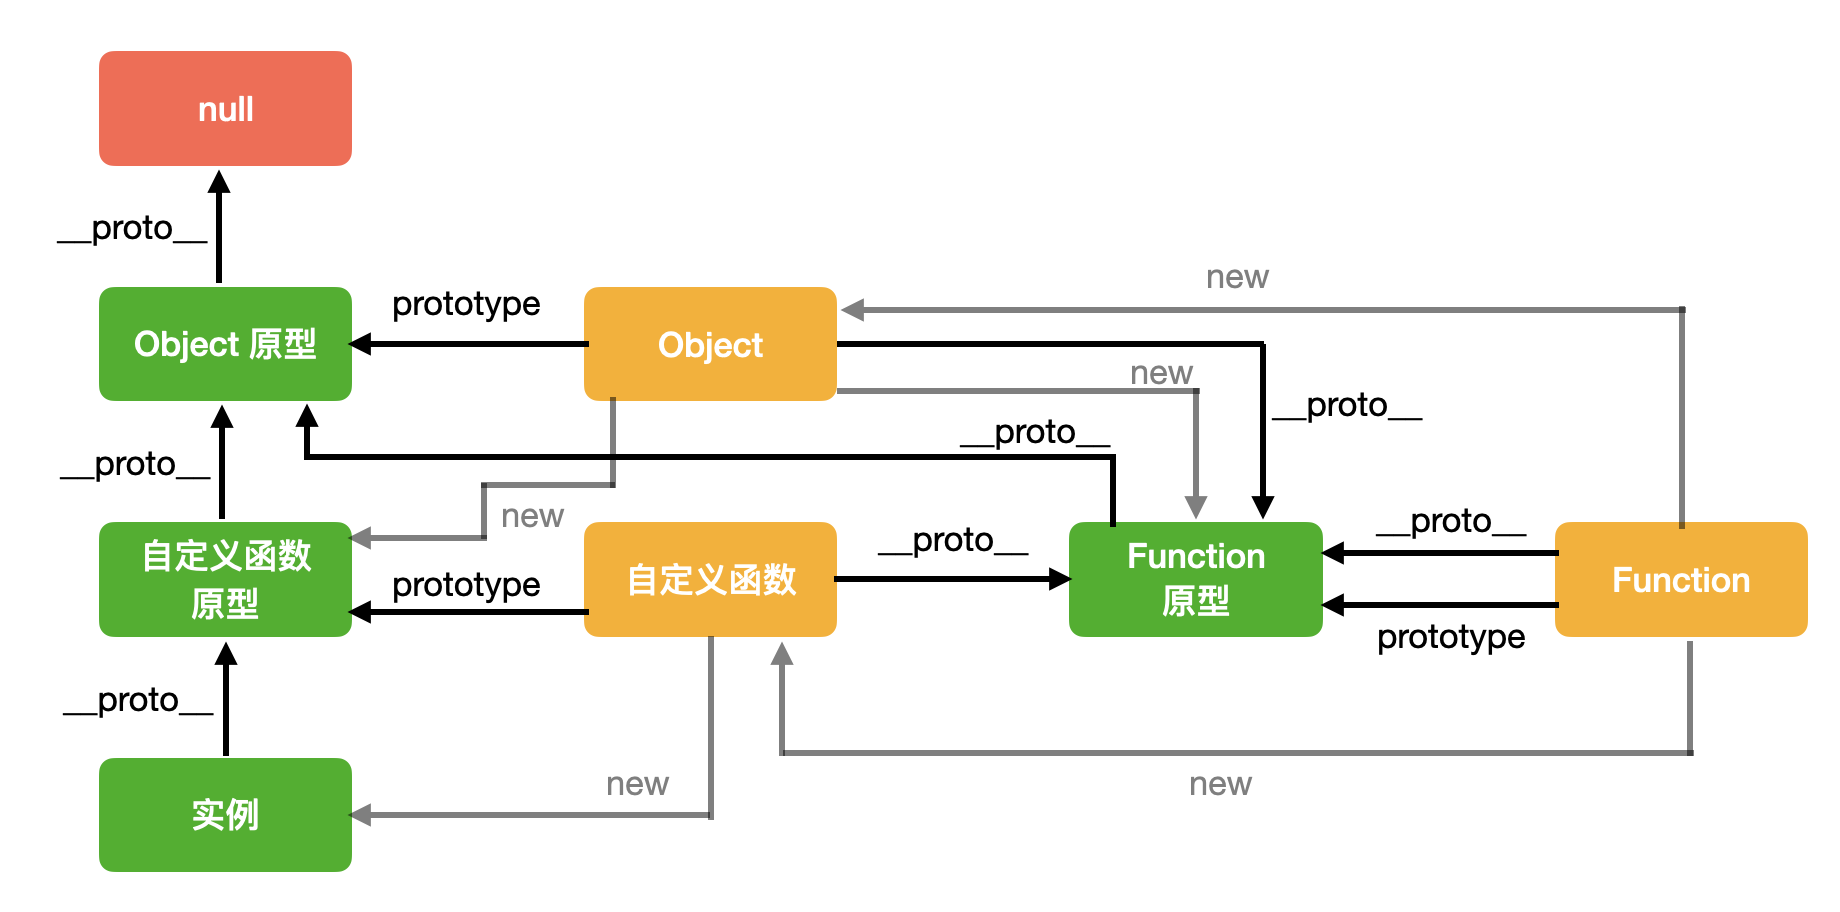 null
__proto__
new
prototype
Object 原型
Object
new
__proto__
__proto__
__proto__
new
__proto__
__proto__
自定义函数
原型
prototype
自定义函数
Function
原型
Function
prototype
__proto__
new
new
实例